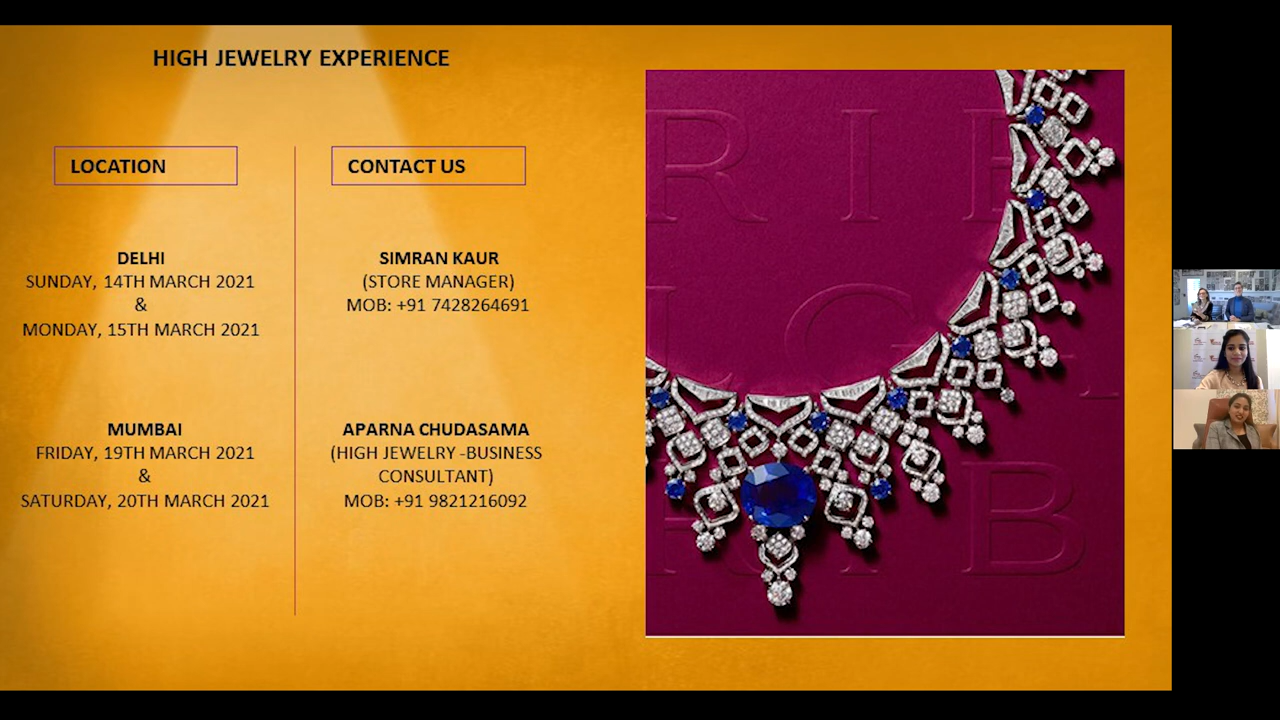 HIGH JEWELRY EXPERIENCE
LOCATION
CONTACT US
DELHI
SUNDAY, 14TH MARCH 2021
&
MONDAY, 15TH MARCH 2021
SIMRAN KAUR
(STORE MANAGER)
MOB: +91 7428264691
MUMBAI
FRIDAY, 19TH MARCH 2021
&
SATURDAY, 20TH MARCH 2021
APARNA CHUDASAMA
(HIGH JEWELRY -BUSINESS
CONSULTANT)
MOB: +91 9821216092
R I E
L G
B